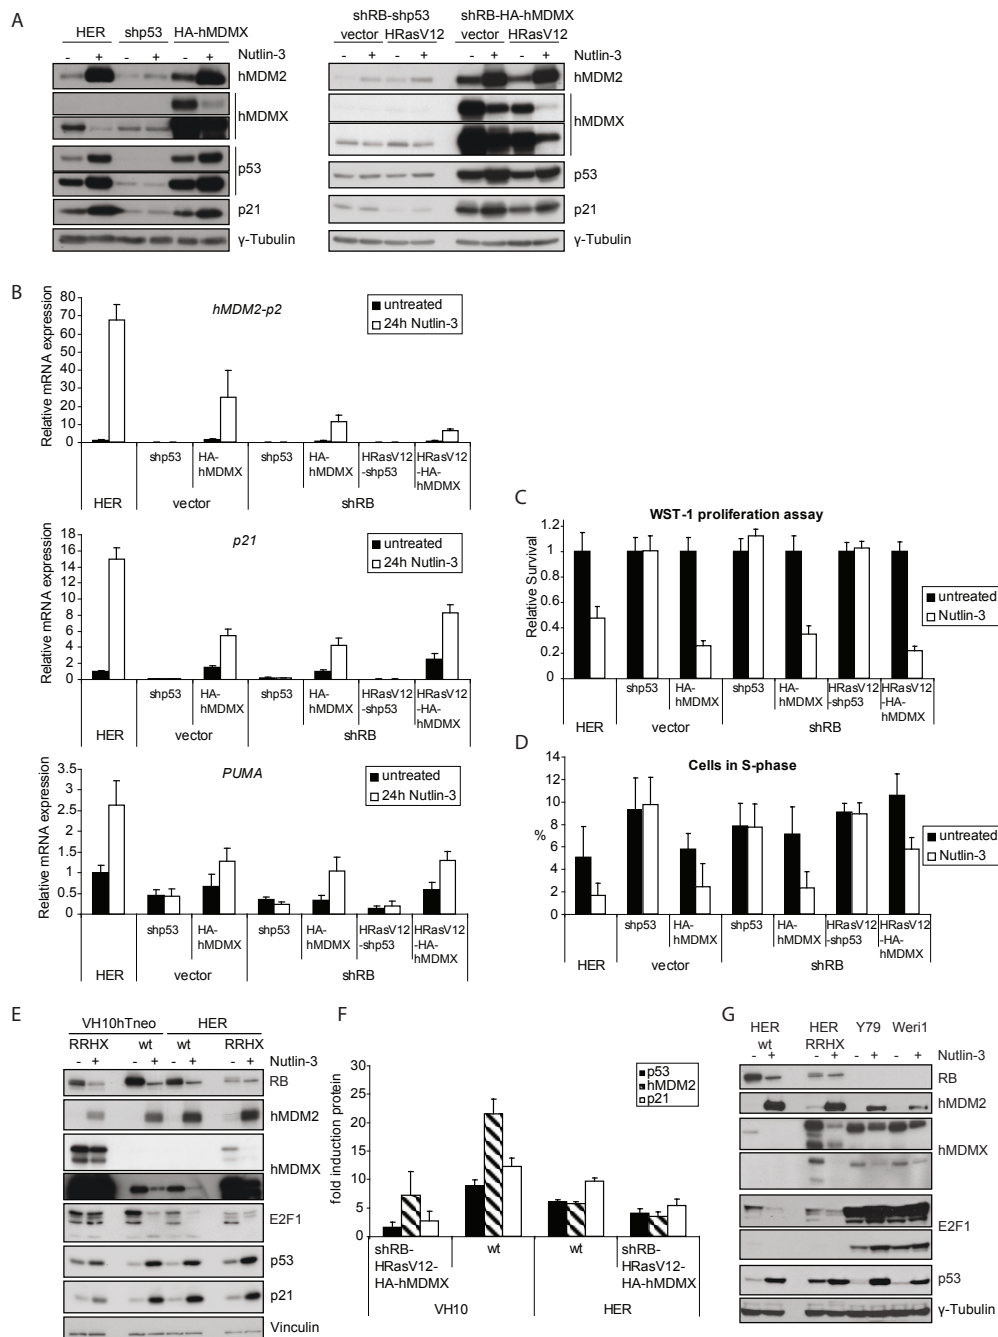 A
HER shp53 HA-hMDMX
- + - + - + Nutlin-3
hMDM2
hMDMX
p53
p21
γ-Tubulin
shRB-shp53 shRB-HA-hMDMX
vector HRasV12 vector HRasV12
- + - + - + - + Nutlin-3
hMDM2
hMDMX
p53
p21
γ-Tubulin
B
hMDM2-p2
untreated
24h Nutlin-3
Relative mRNA expression
80
70
60
50
40
30
20
10
0
shp53 HA-hMDMX shp53 HA-hMDMX HRasV12-shp53 HRasV12-HA-hMDMX
HER vector shRB
p21
untreated
24h Nutlin-3
Relative mRNA expression
18
16
14
12
10
8
6
4
2
0
shp53 HA-hMDMX shp53 HA-hMDMX HRasV12-shp53 HRasV12-HA-hMDMX
HER vector shRB
PUMA
untreated
24h Nutlin-3
Relative mRNA expression
3.5
3
2.5
2
1.5
1
0.5
0
shp53 HA-hMDMX shp53 HA-hMDMX HRasV12-shp53 HRasV12-HA-hMDMX
HER vector shRB
C
WST-1 proliferation assay
Relative Survival
1.2
1
0.8
0.6
0.4
0.2
0
untreated
Nutlin-3
shp53 HA-hMDMX shp53 HA-hMDMX HRasV12-shp53 HRasV12-HA-hMDMX
HER vector shRB
D
Cells in S-phase
%
14
12
10
8
6
4
2
0
untreated
Nutlin-3
shp53 HA-hMDMX shp53 HA-hMDMX HRasV12-shp53 HRasV12-HA-hMDMX
HER vector shRB
E
VH10hTneo HER
RRHX wt wt RRHX
- + - + - + - + Nutlin-3
RB
hMDM2
hMDMX
E2F1
p53
p21
Vinculin
F
fold induction protein
30
25
20
15
10
5
0
p53
hMDM2
p21
shRB-HRasV12-HA-hMDMX wt wt shRB-HRasV12-HA-hMDMX
VH10 HER
G
HER wt HER RRHX Y79 Weri1
- + - + - + - + Nutlin-3
RB
hMDM2
hMDMX
E2F1
p53
γ-Tubulin